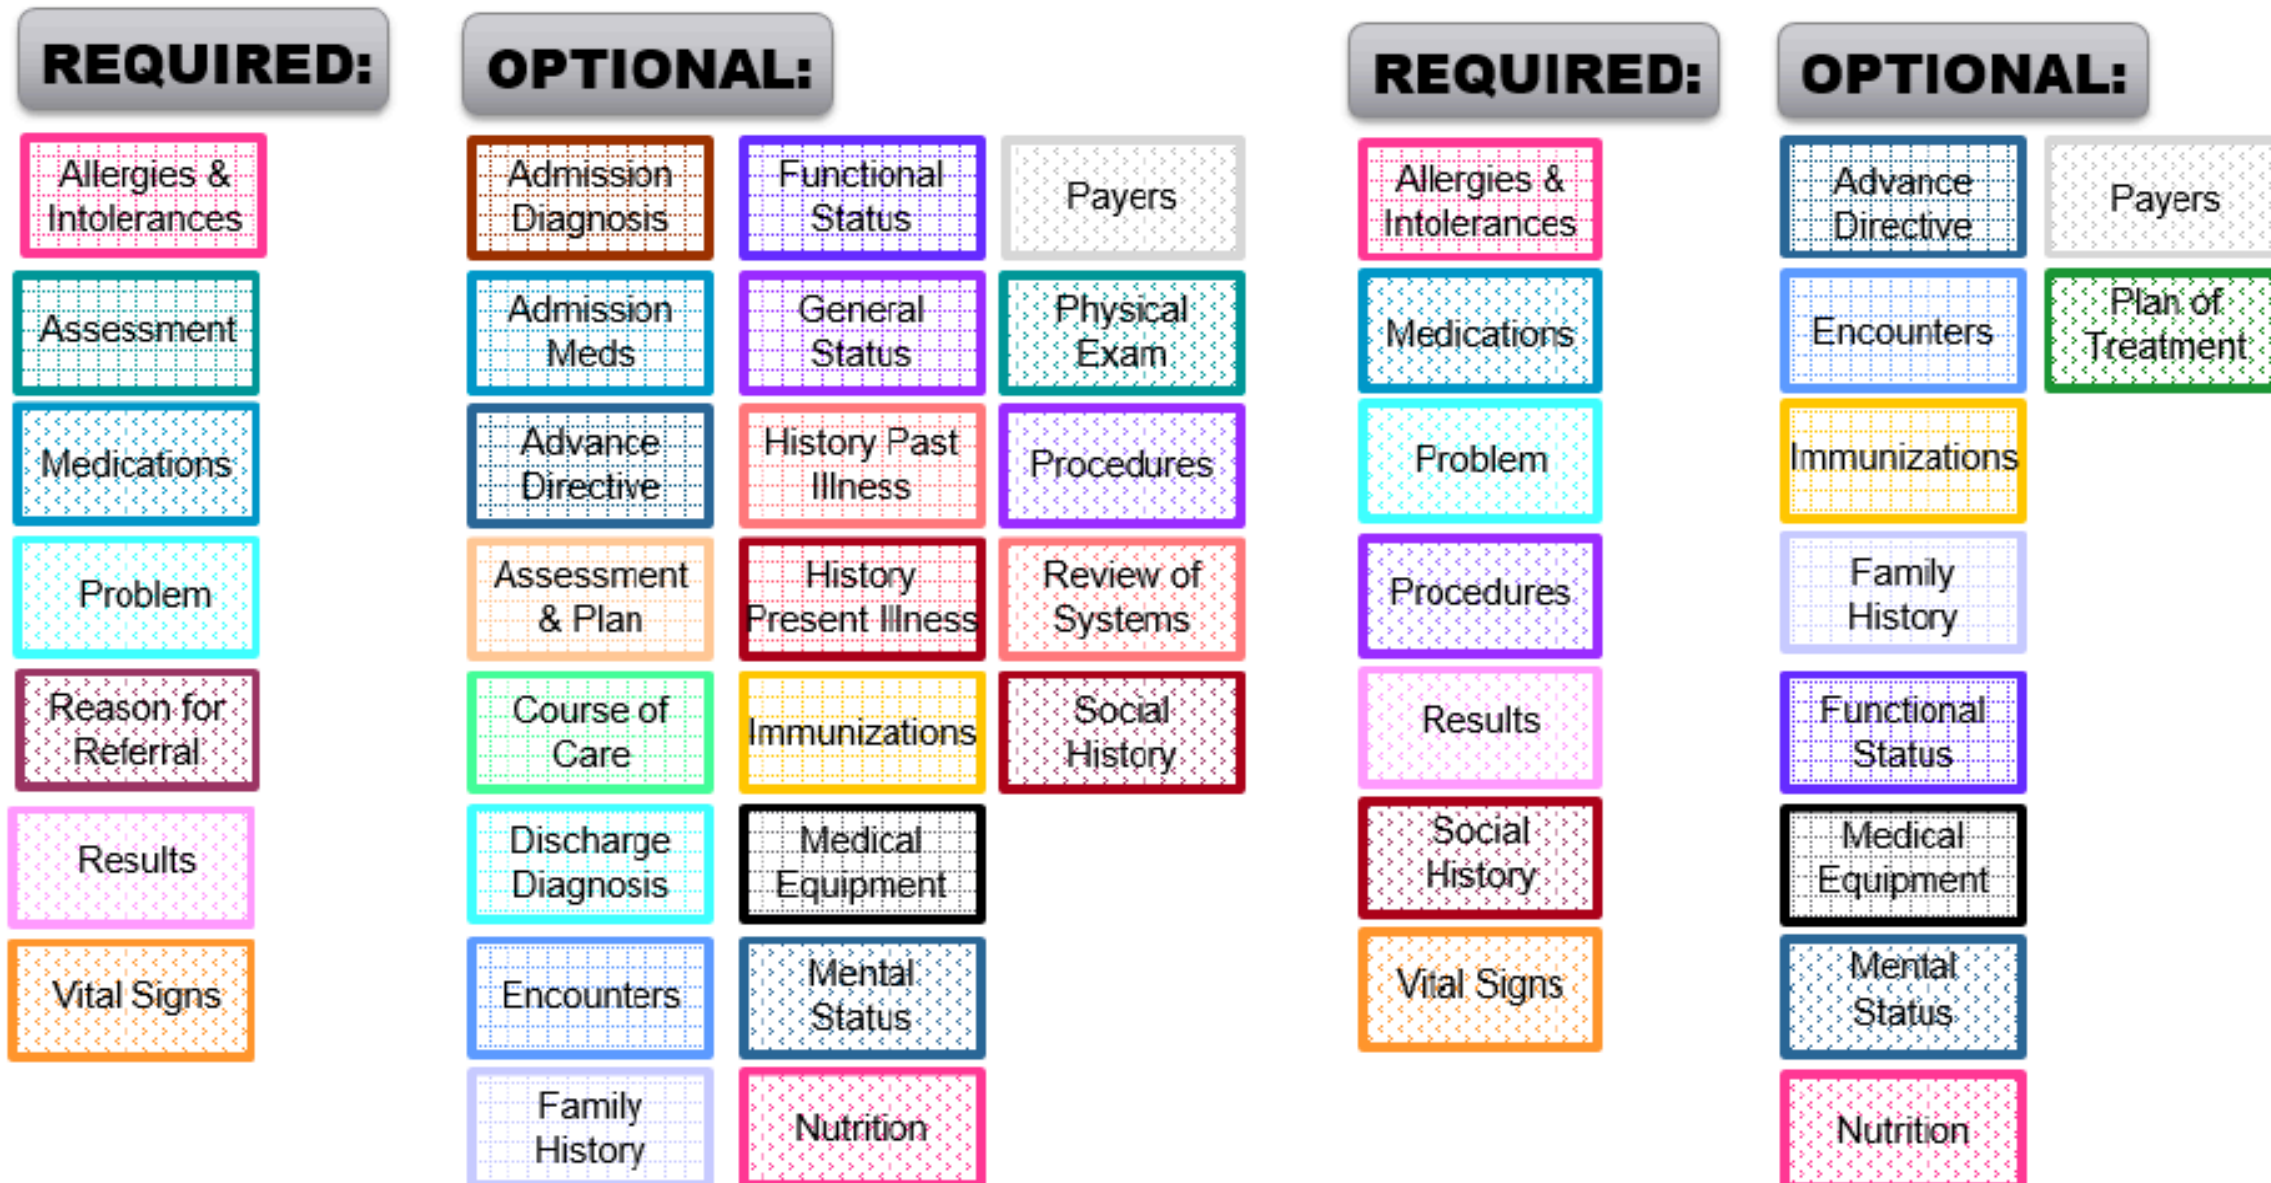 REQUIRED:
Allergies &
Intolerances
Assessment
Medications
Problem
Reason for
Referral
Results
Vital Signs
OPTIONAL:
Admission
Diagnosis
Admission
Meds
Advance
Directive
Assessment
& Plan
Course of
Care
Discharge
Diagnosis
Encounters
Family
History
Functional
Status
General
Status
History Past
Illness
History
Present Illness
Immunizations
Medical
Equipment
Mental
Status
Nutrition
Payers
Physical
Exam
Procedures
Review of
Systems
Social
History
REQUIRED:
Allergies &
Intolerances
Medications
Problem
Procedures
Results
Social
History
Vital Signs
OPTIONAL:
Advance
Directive
Encounters
Immunizations
Family
History
Functional
Status
Medical
Equipment
Mental
Status
Nutrition
Payers
Plan of
Treatment